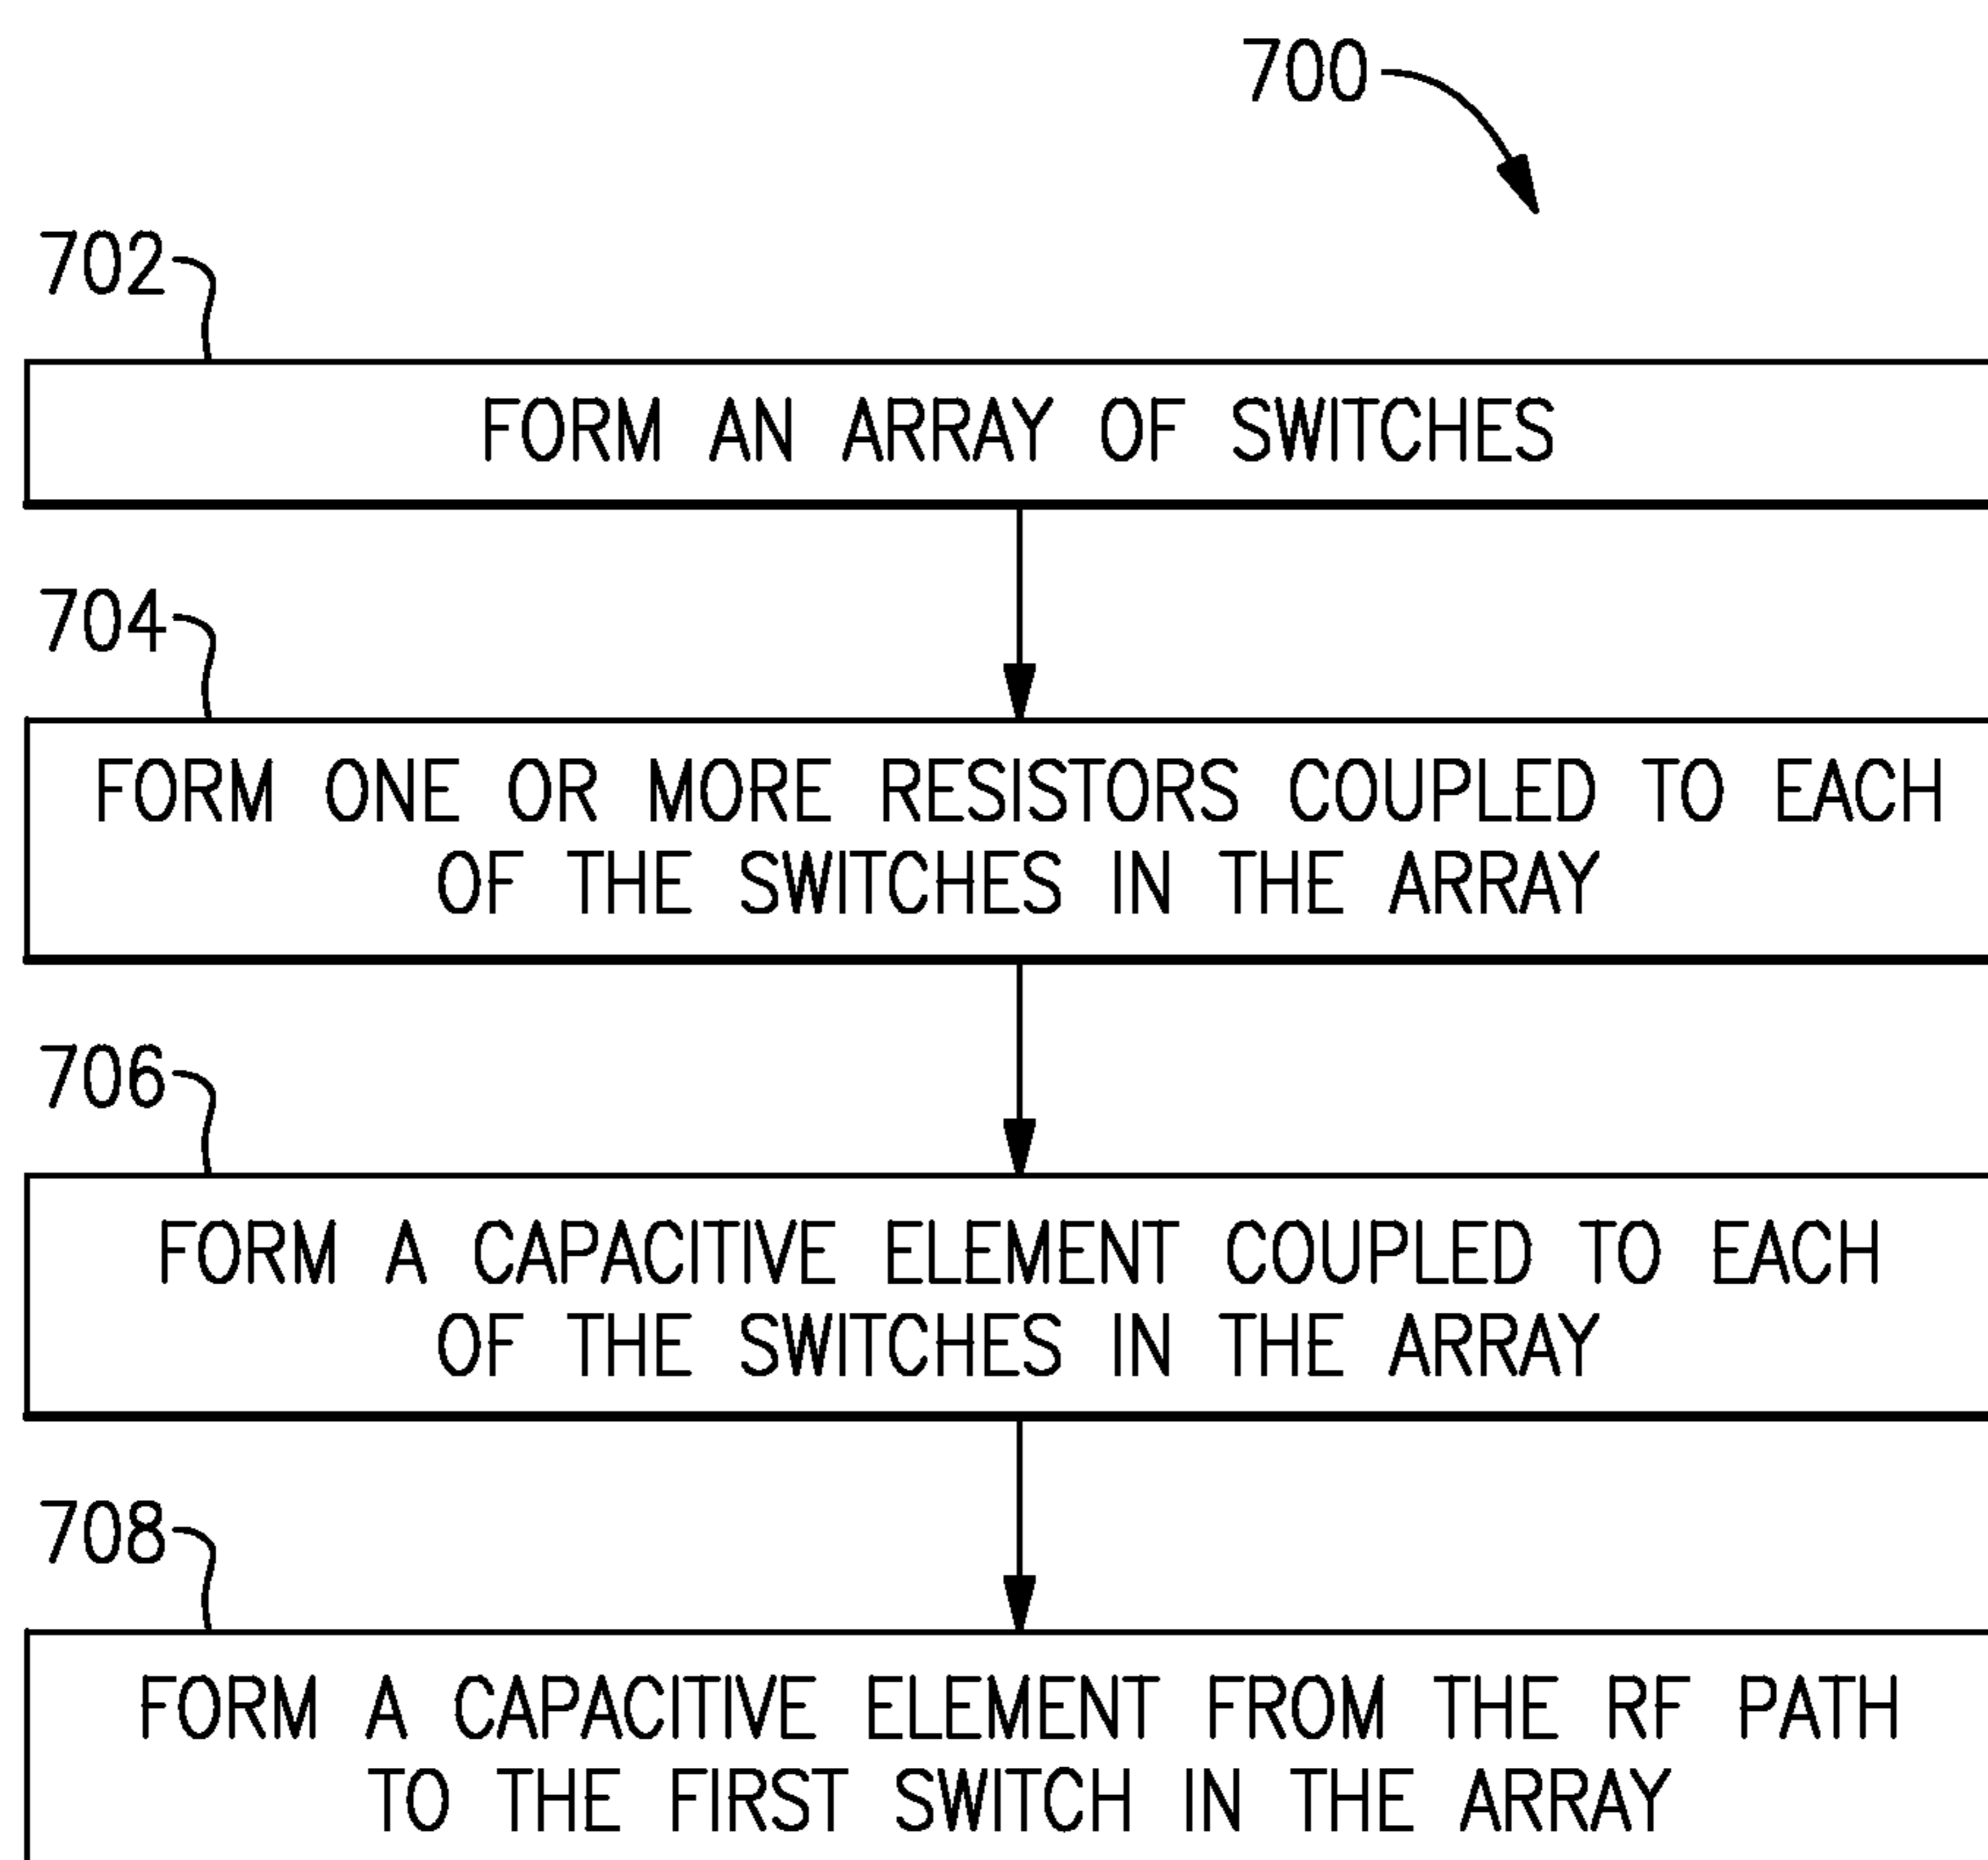 700
702
FORM AN ARRAY OF SWITCHES
704
FORM ONE OR MORE RESISTORS COUPLED TO EACH
OF THE SWITCHES IN THE ARRAY
706
FORM A CAPACITIVE ELEMENT COUPLED TO EACH
OF THE SWITCHES IN THE ARRAY
708
FORM A CAPACITIVE ELEMENT FROM THE RF PATH
TO THE FIRST SWITCH IN THE ARRAY